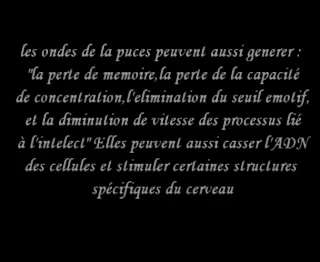 les ondes de la puces peuvent aussi generer :
"la perte de memoire,la perte de la capacité
de concentration,l'elimination du seuil emotif,
et la diminution de vitesse des processus lié
à l'intelect" Elles peuvent aussi casser l'ADN
des cellules et stimuler certaines structures
spécifiques du cerveau